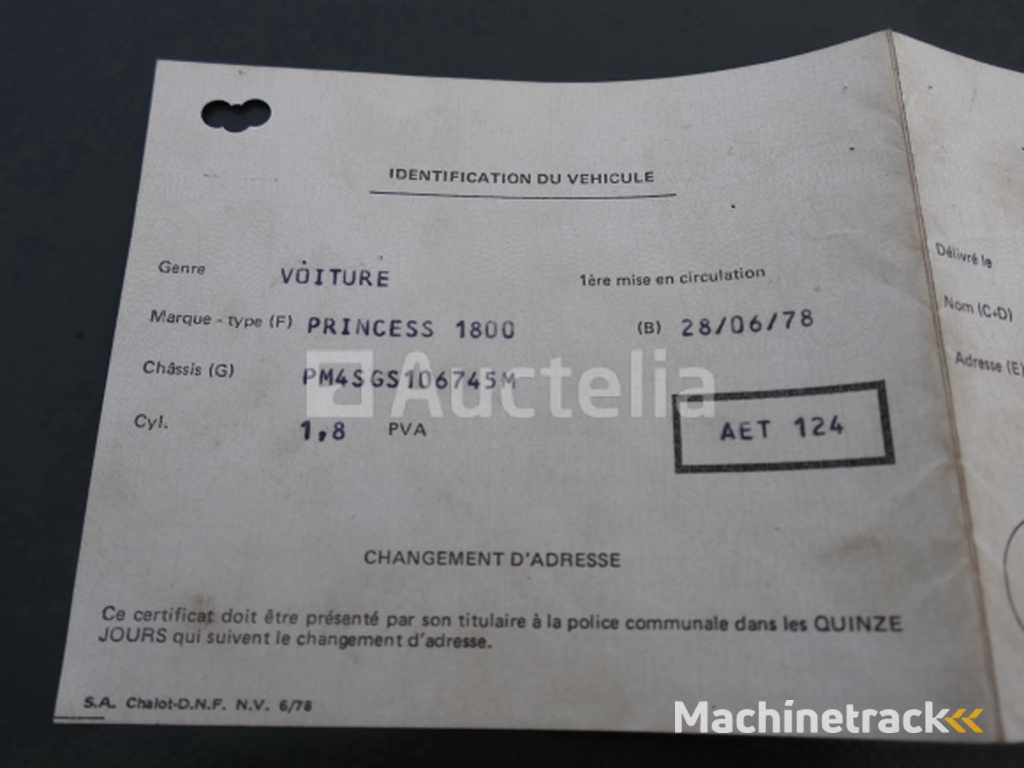 IDENTIFICATION DU VEHICULE
Genre VOITURE 1ère mise en circulation
Marque - type (F) PRINCESS 1800 (B) 28/06/78
Châssis (G) PM4SGS106745M
Auctelia
Cyl. 1,8 PVA AET 124
CHANGEMENT D'ADRESSE
Ce certificat doit être présenté par son titulaire à la police communale dans les QUINZE
JOURS qui suivent le changement d'adresse.
S.A. Chalot-D.N.F. N.V. 6/78
Délivré le
Nom (C+D)
Adresse (E)
Machinetrack